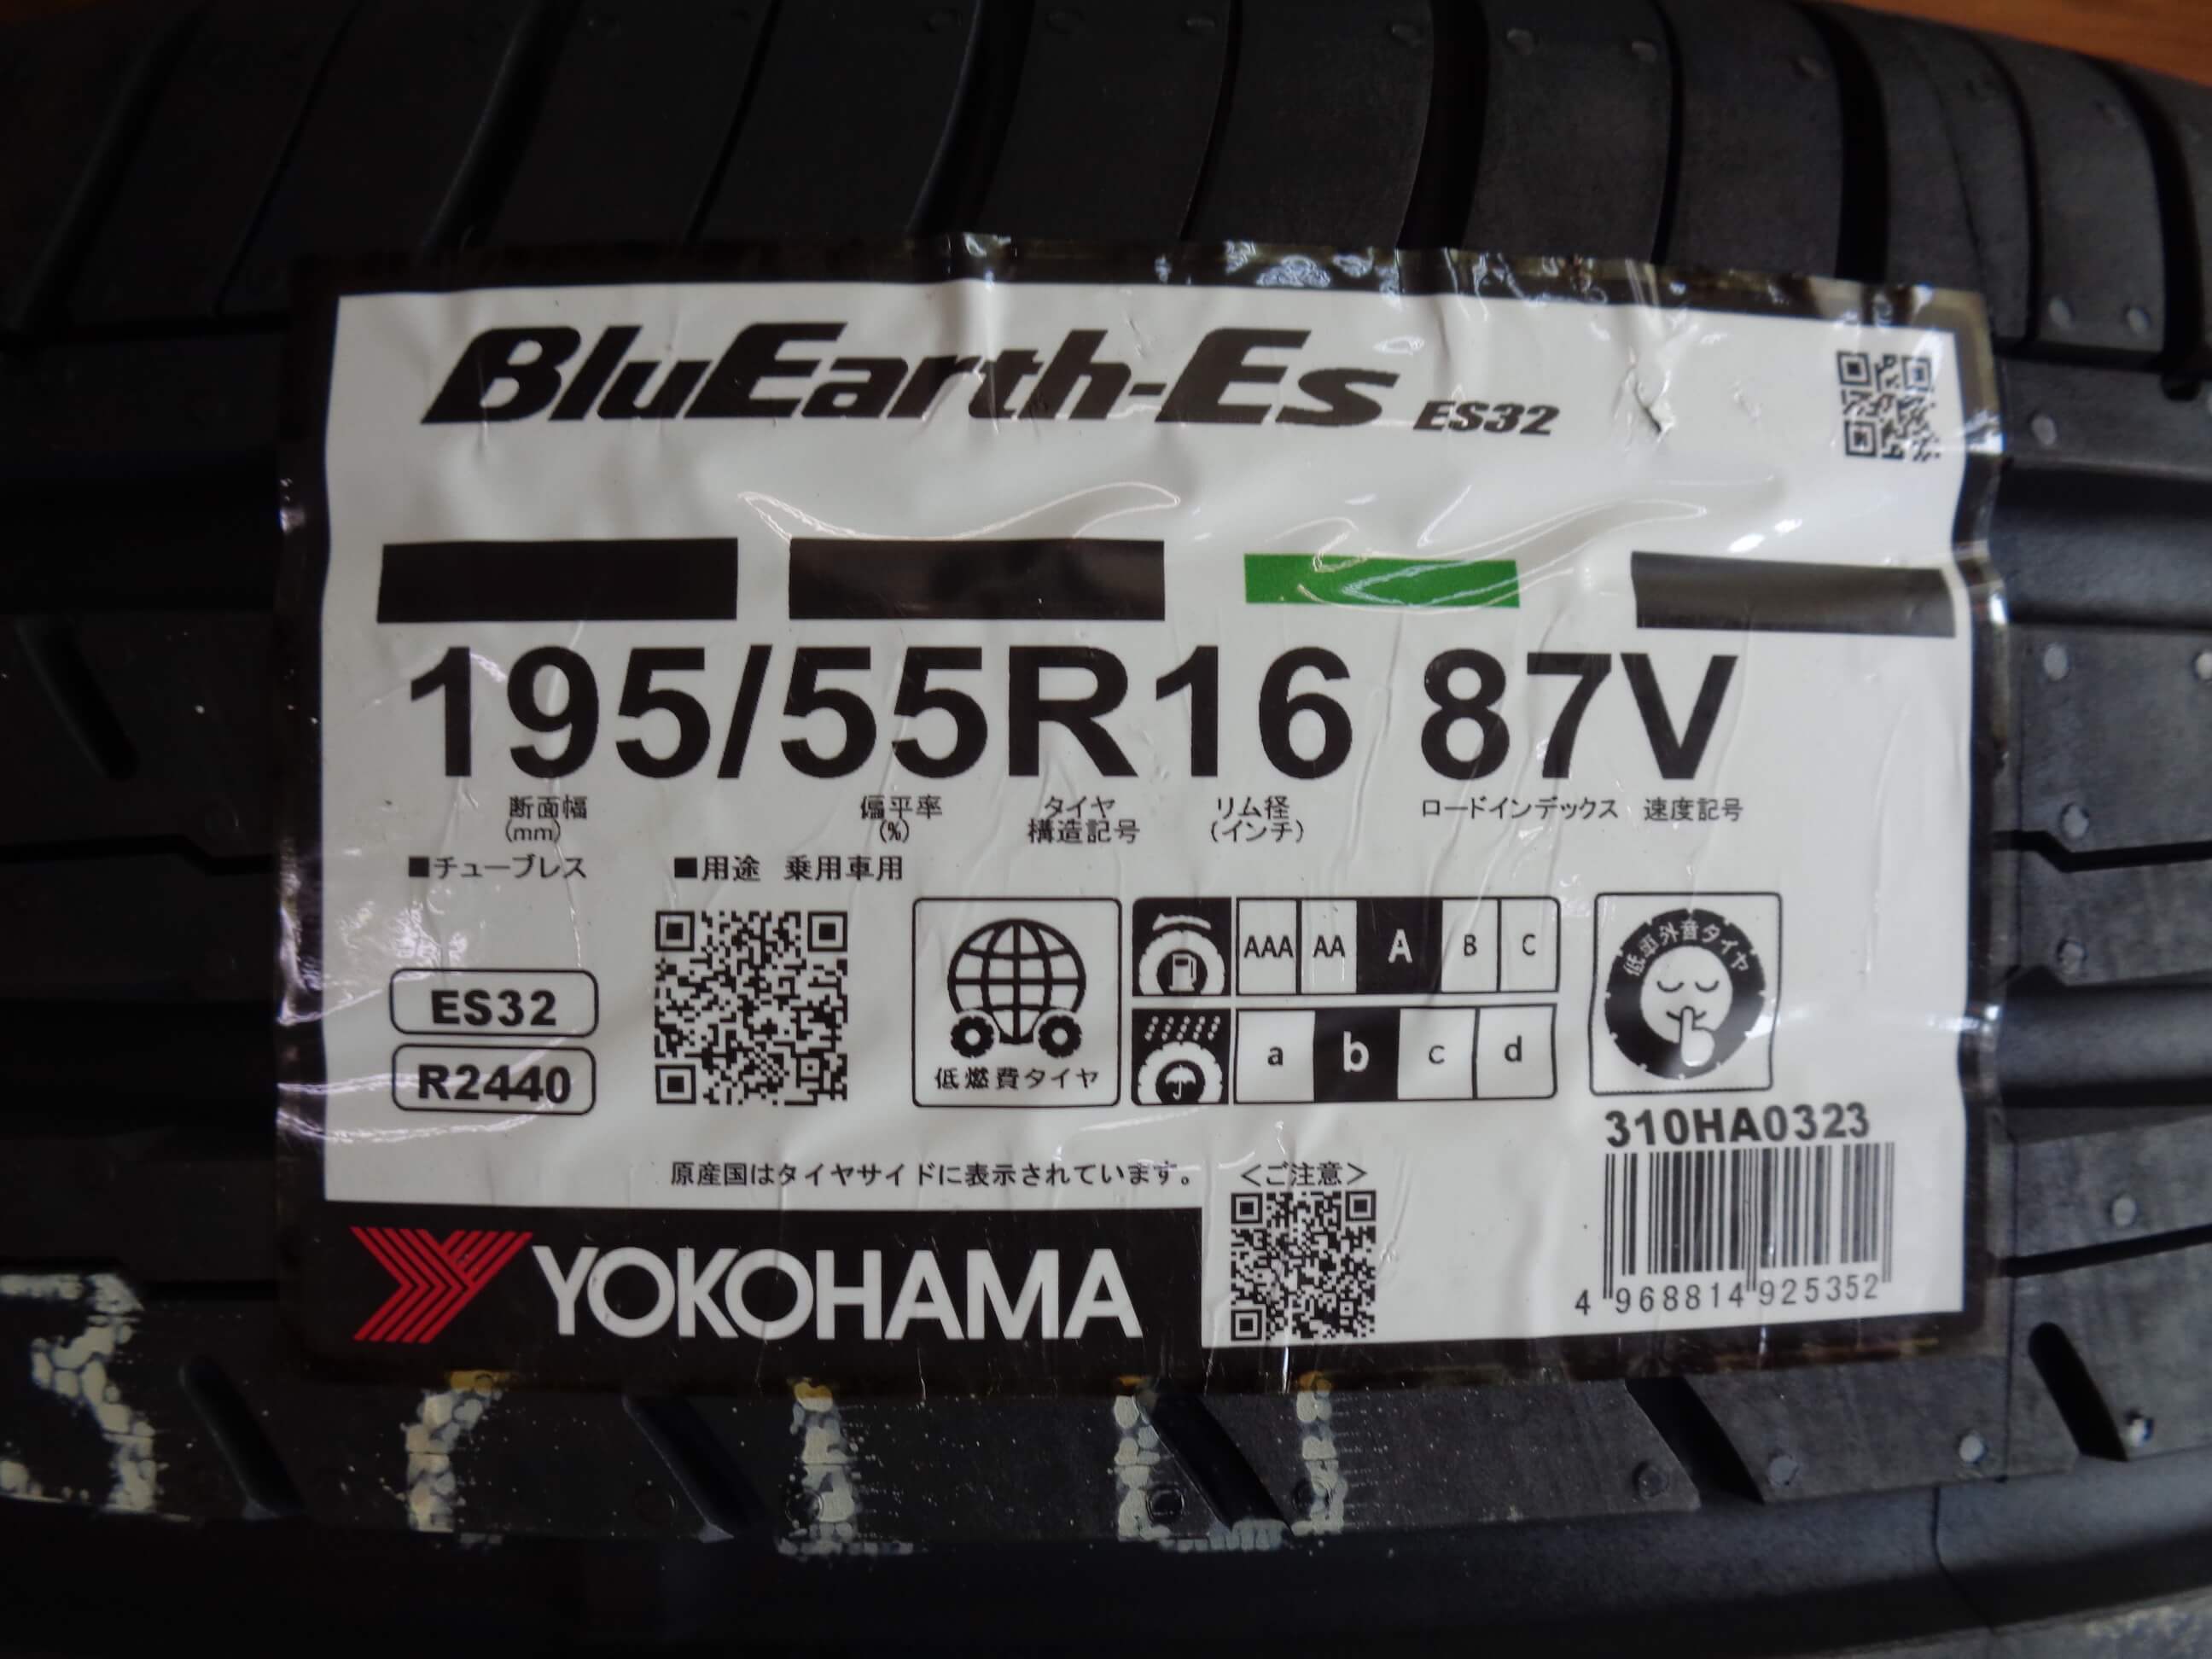 BluEarth-Es ES32
195/55R16 87V
断面幅 偏平率 タイヤ リム径 ロードインデックス 速度記号
(mm) (%) 構造記号 (インチ)
■チューブレス ■用途 乗用車用
AAA AA A B C
低車外音タイヤ
ES32
a b c d
R2440
低燃費タイヤ
310HA0323
原産国はタイヤサイドに表示されています。 <ご注意>
YOKOHAMA
4 968814 925352